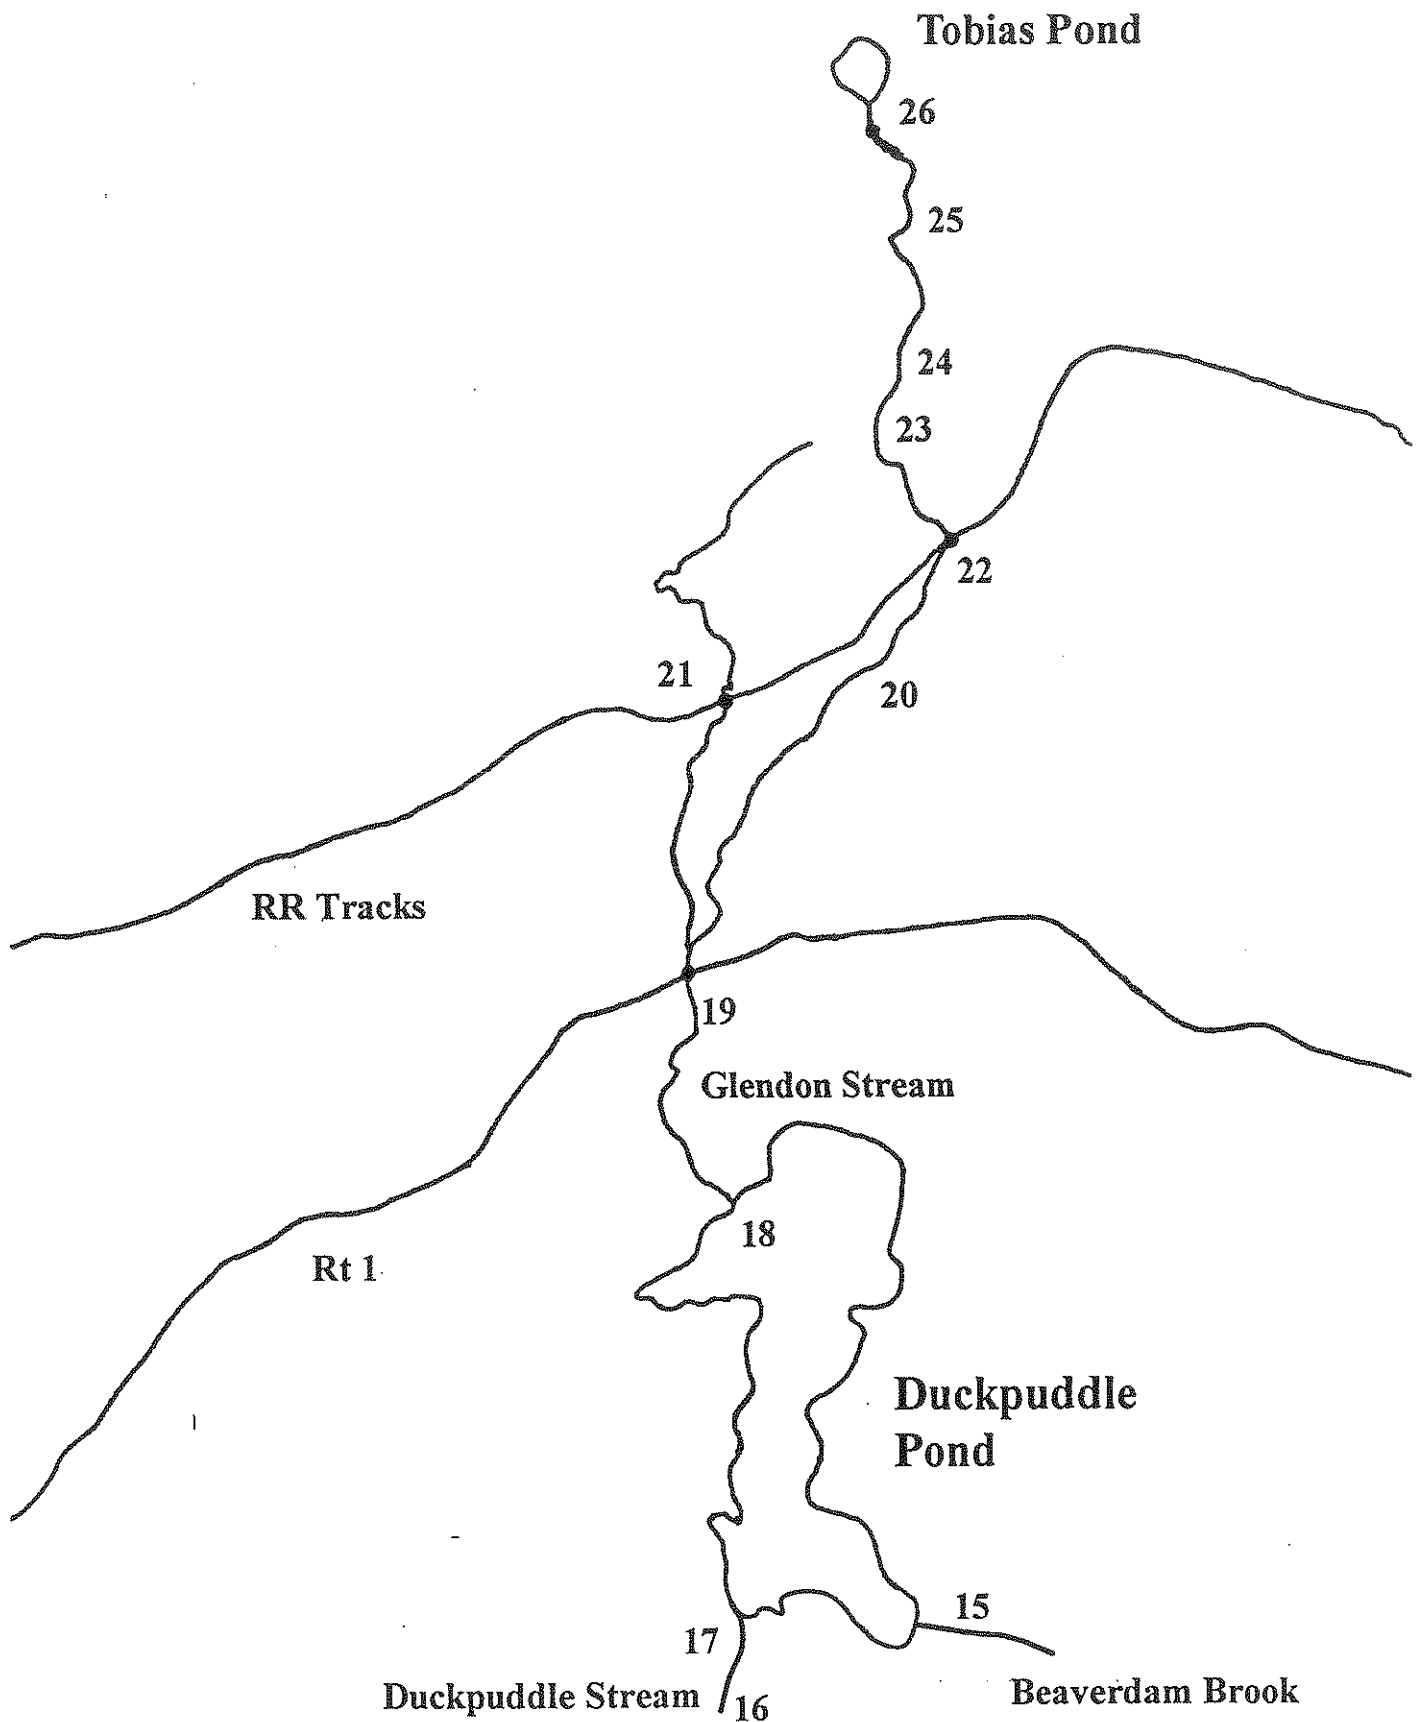 Tobias Pond
26
25
24
23
22
21
20
RR Tracks
19
Glendon Stream
18
Rt 1
Duckpuddle
Pond
15
17
Duckpuddle Stream
16
Beaverdam Brook